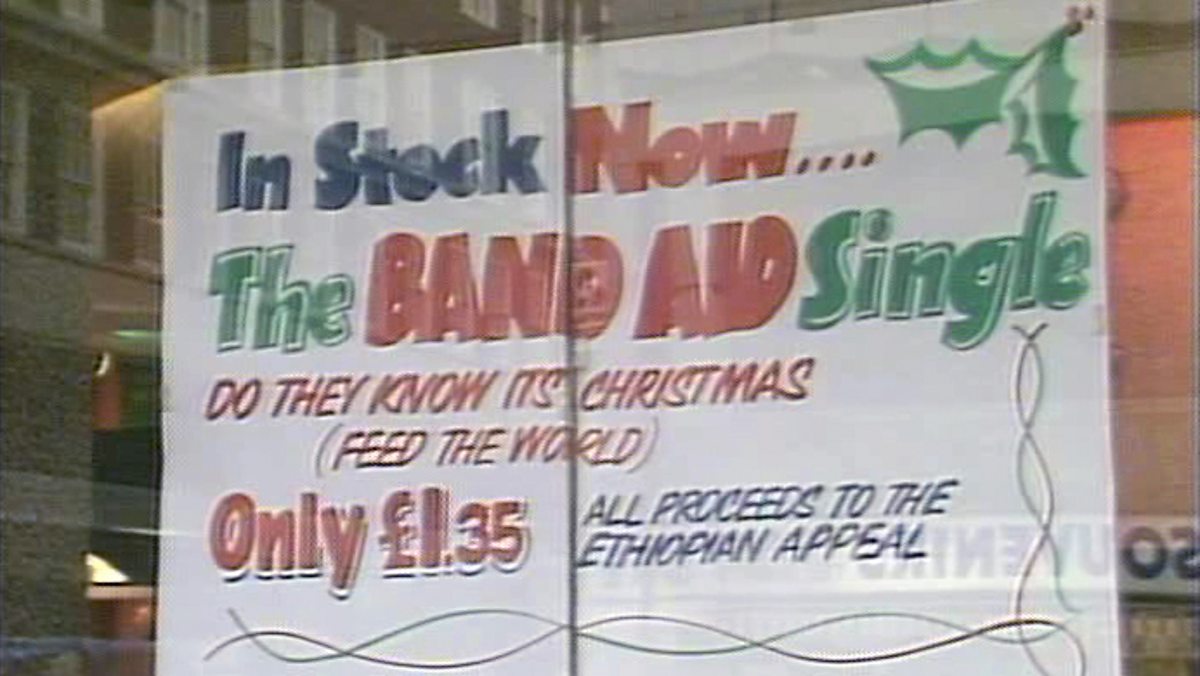 In Stock Now....
The BAND AID Single
DO THEY KNOW ITS CHRISTMAS
(FEED THE WORLD)
Only £1.35 ALL PROCEEDS TO THE
ETHIOPIAN APPEAL
SOUVENIRS